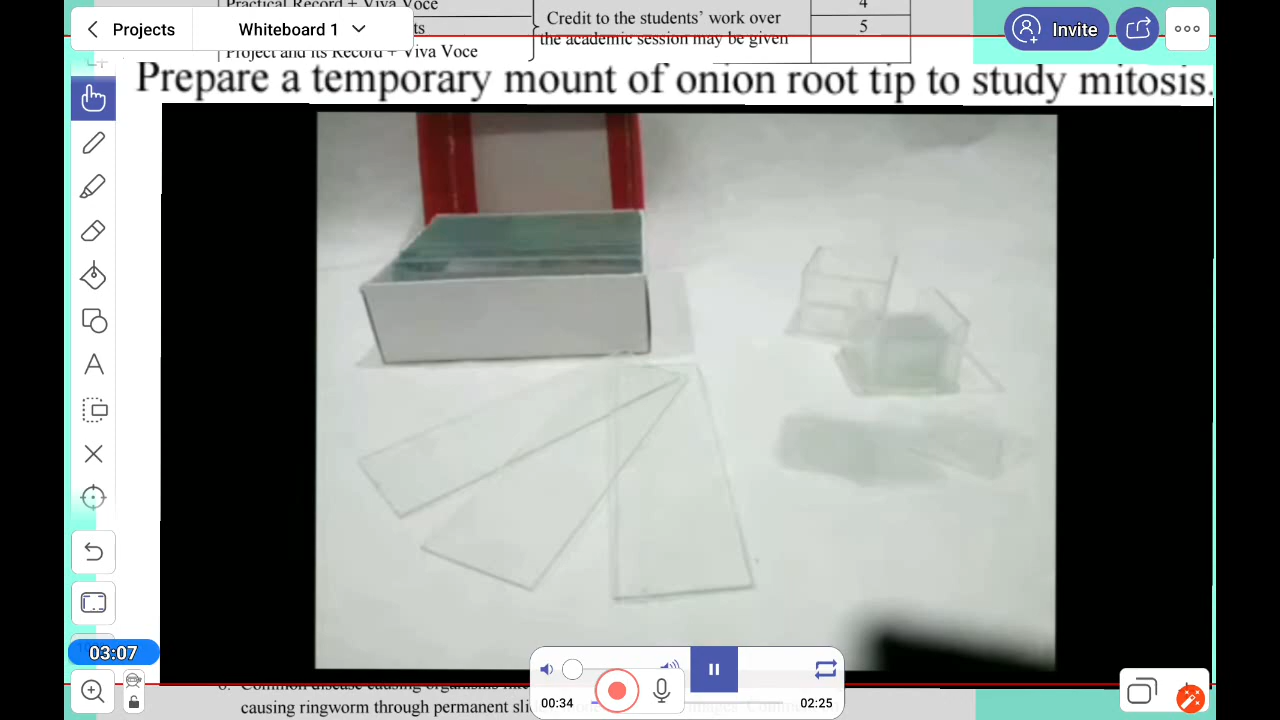 Practical Record + Viva Voce
4
Projects
Whiteboard 1
ts
Credit to the students' work over
5
Invite
the academic session may be given
Project and its Record + Viva Voce
Prepare a temporary mount of onion root tip to study mitosis.
03:07
00:34
02:25
causing ringworm through permanent